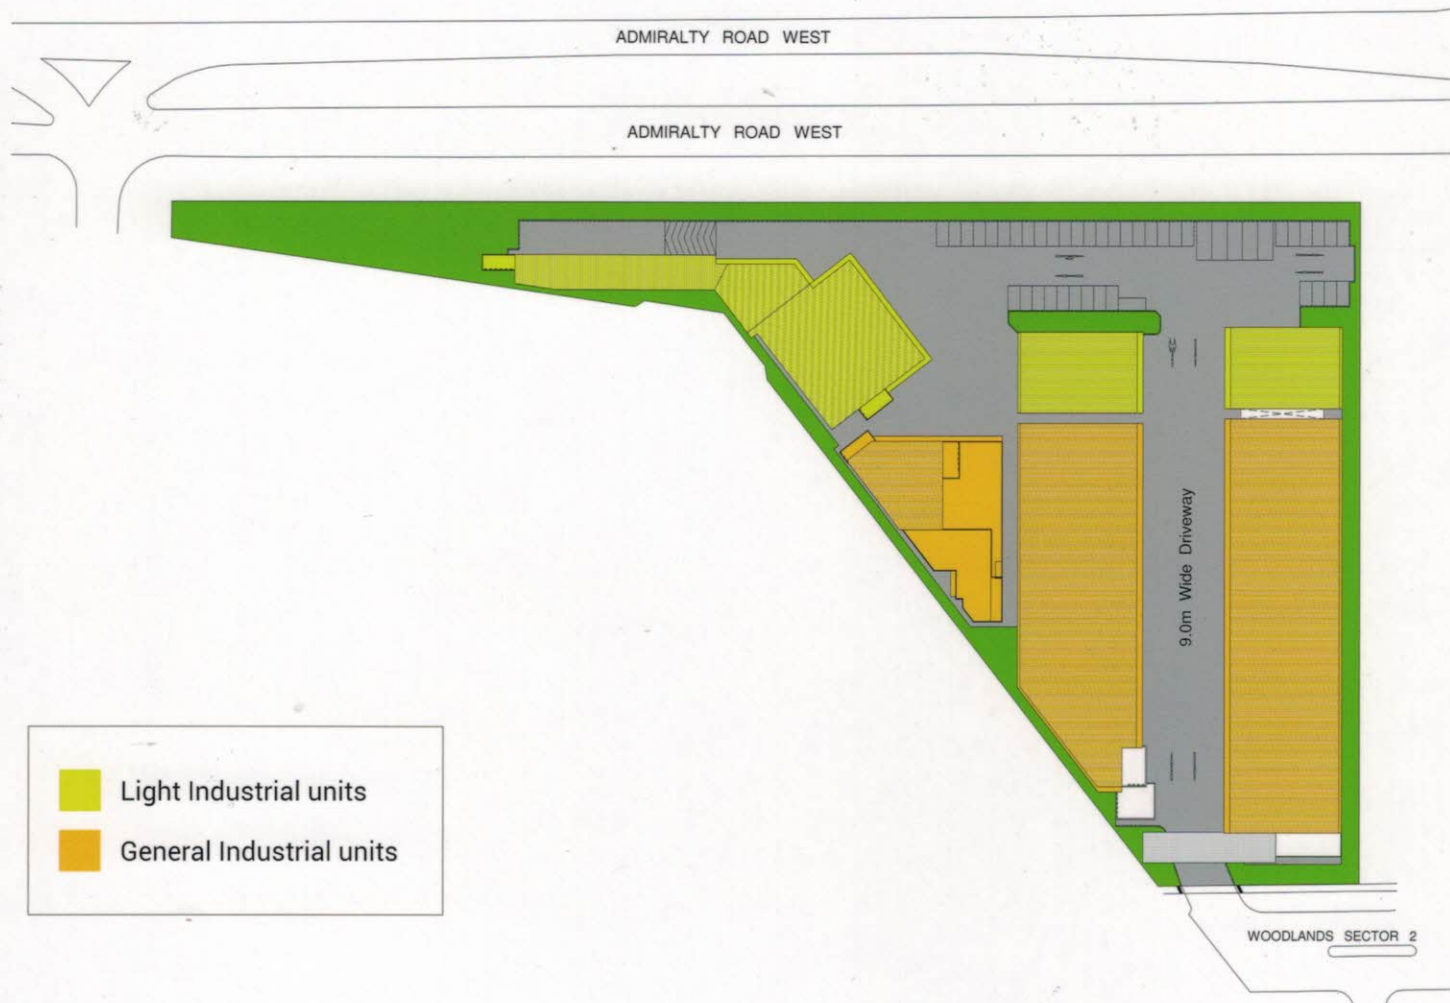 ADMIRALTY ROAD WEST
ADMIRALTY ROAD WEST
9.0m Wide Driveway
Light Industrial units
General Industrial units
WOODLANDS SECTOR 2